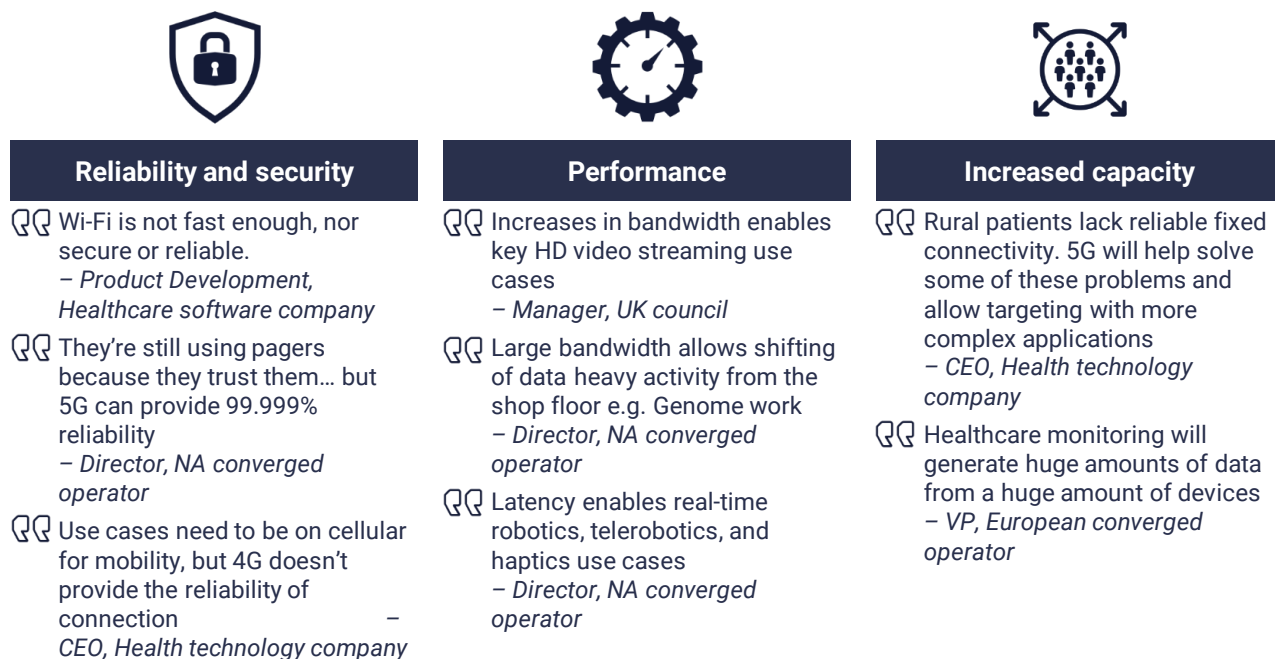 Reliability and security
Wi-Fi is not fast enough, nor
secure or reliable.
– Product Development,
Healthcare software company
They’re still using pagers
because they trust them… but
5G can provide 99.999%
reliability
– Director, NA converged
operator
Use cases need to be on cellular
for mobility, but 4G doesn’t
provide the reliability of
connection –
CEO, Health technology company
Performance
Increases in bandwidth enables
key HD video streaming use
cases
– Manager, UK council
Large bandwidth allows shifting
of data heavy activity from the
shop floor e.g. Genome work
– Director, NA converged
operator
Latency enables real-time
robotics, telerobotics, and
haptics use cases
– Director, NA converged
operator
Increased capacity
Rural patients lack reliable fixed
connectivity. 5G will help solve
some of these problems and
allow targeting with more
complex applications
– CEO, Health technology
company
Healthcare monitoring will
generate huge amounts of data
from a huge amount of devices
– VP, European converged
operator